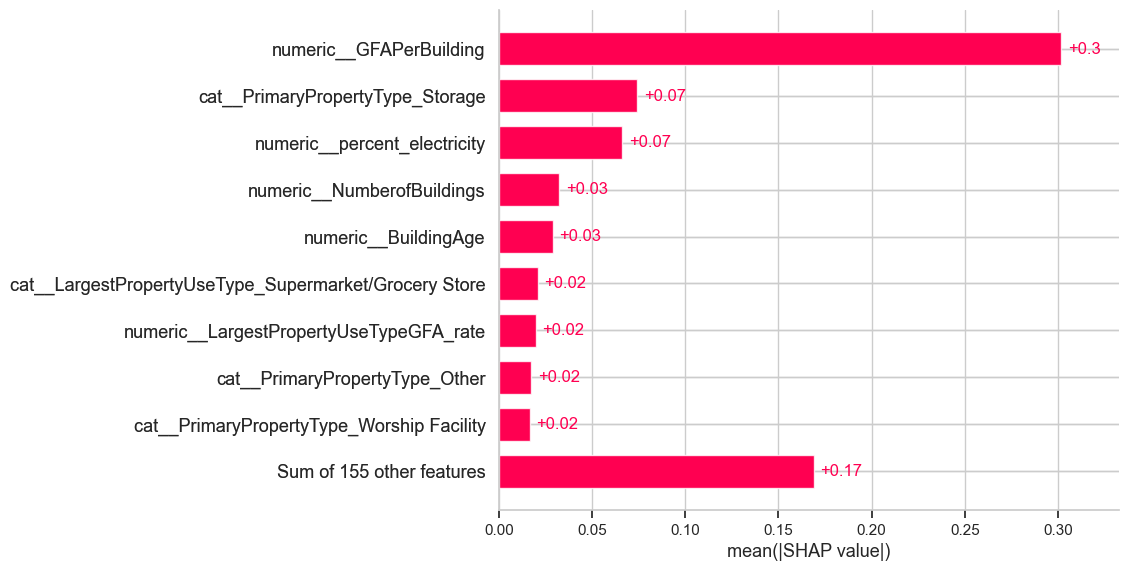 numeric__GFAPerBuilding
+0.3
cat__PrimaryPropertyType_Storage
+0.07
numeric__percent_electricity
+0.07
numeric__NumberofBuildings
+0.03
numeric__BuildingAge
+0.03
cat__LargestPropertyUseType_Supermarket/Grocery Store
+0.02
numeric__LargestPropertyUseTypeGFA_rate
+0.02
cat__PrimaryPropertyType_Other
+0.02
cat__PrimaryPropertyType_Worship Facility
+0.02
Sum of 155 other features
+0.17
0.00 0.05 0.10 0.15 0.20 0.25 0.30
mean(|SHAP value|)